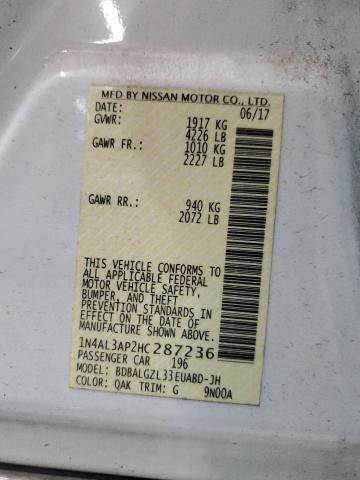 MFD BY NISSAN MOTOR CO., LTD.
DATE: 06/17
GVWR: 1917 KG
4226 LB
GAWR FR.: 1010 KG
2227 LB
GAWR RR.: 940 KG
2072 LB
THIS VEHICLE CONFORMS TO
ALL APPLICABLE FEDERAL
MOTOR VEHICLE SAFETY,
BUMPER, AND THEFT
PREVENTION STANDARDS IN
EFFECT ON THE DATE OF
MANUFACTURE SHOWN ABOVE.
1N4AL3AP2HC287236
PASSENGER CAR 196
MODEL: BDBALGZL33EUABD-JH
COLOR: QAK TRIM: G 9N00A